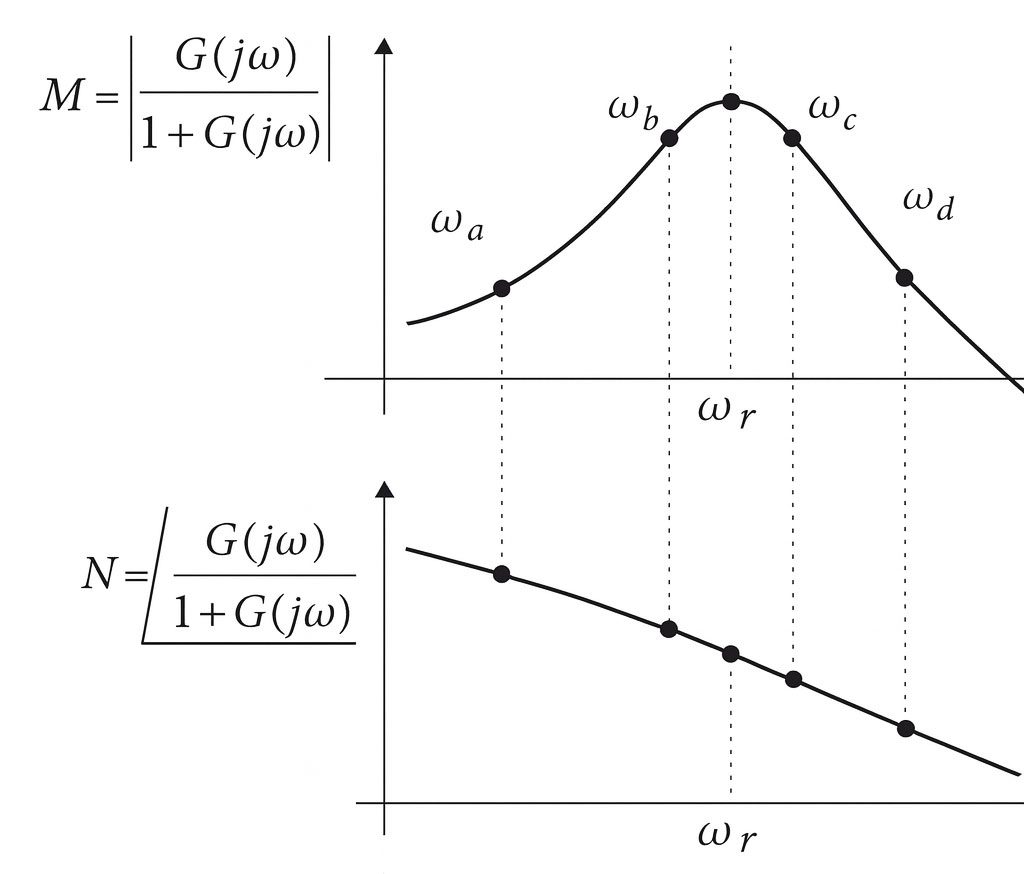 M = |G(jω) / 1 + G(jω)|
ω_b
ω_c
ω_a
ω_d
ω_r
N = ∠G(jω) / 1 + G(jω)
ω_r